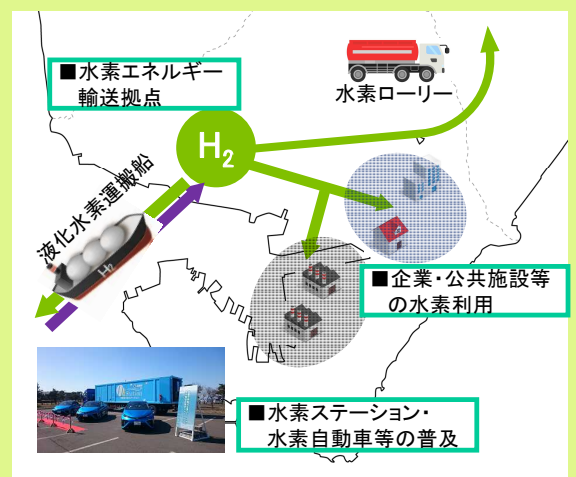 ■水素エネルギー
輸送拠点
水素ローリー
H₂
液化水素運搬船
H₂
■企業・公共施設等
の水素利用
■水素ステーション・
水素自動車等の普及